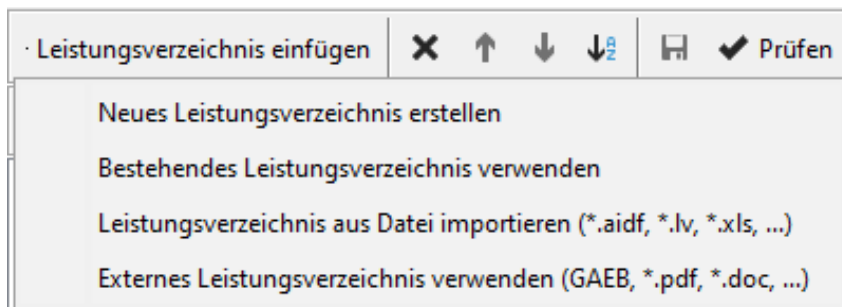 · Leistungsverzeichnis einfügen Prüfen
Neues Leistungsverzeichnis erstellen
Bestehendes Leistungsverzeichnis verwenden
Leistungsverzeichnis aus Datei importieren (*.aidf, *.lv, *.xls, ...)
Externes Leistungsverzeichnis verwenden (GAEB, *.pdf, *.doc, ...)